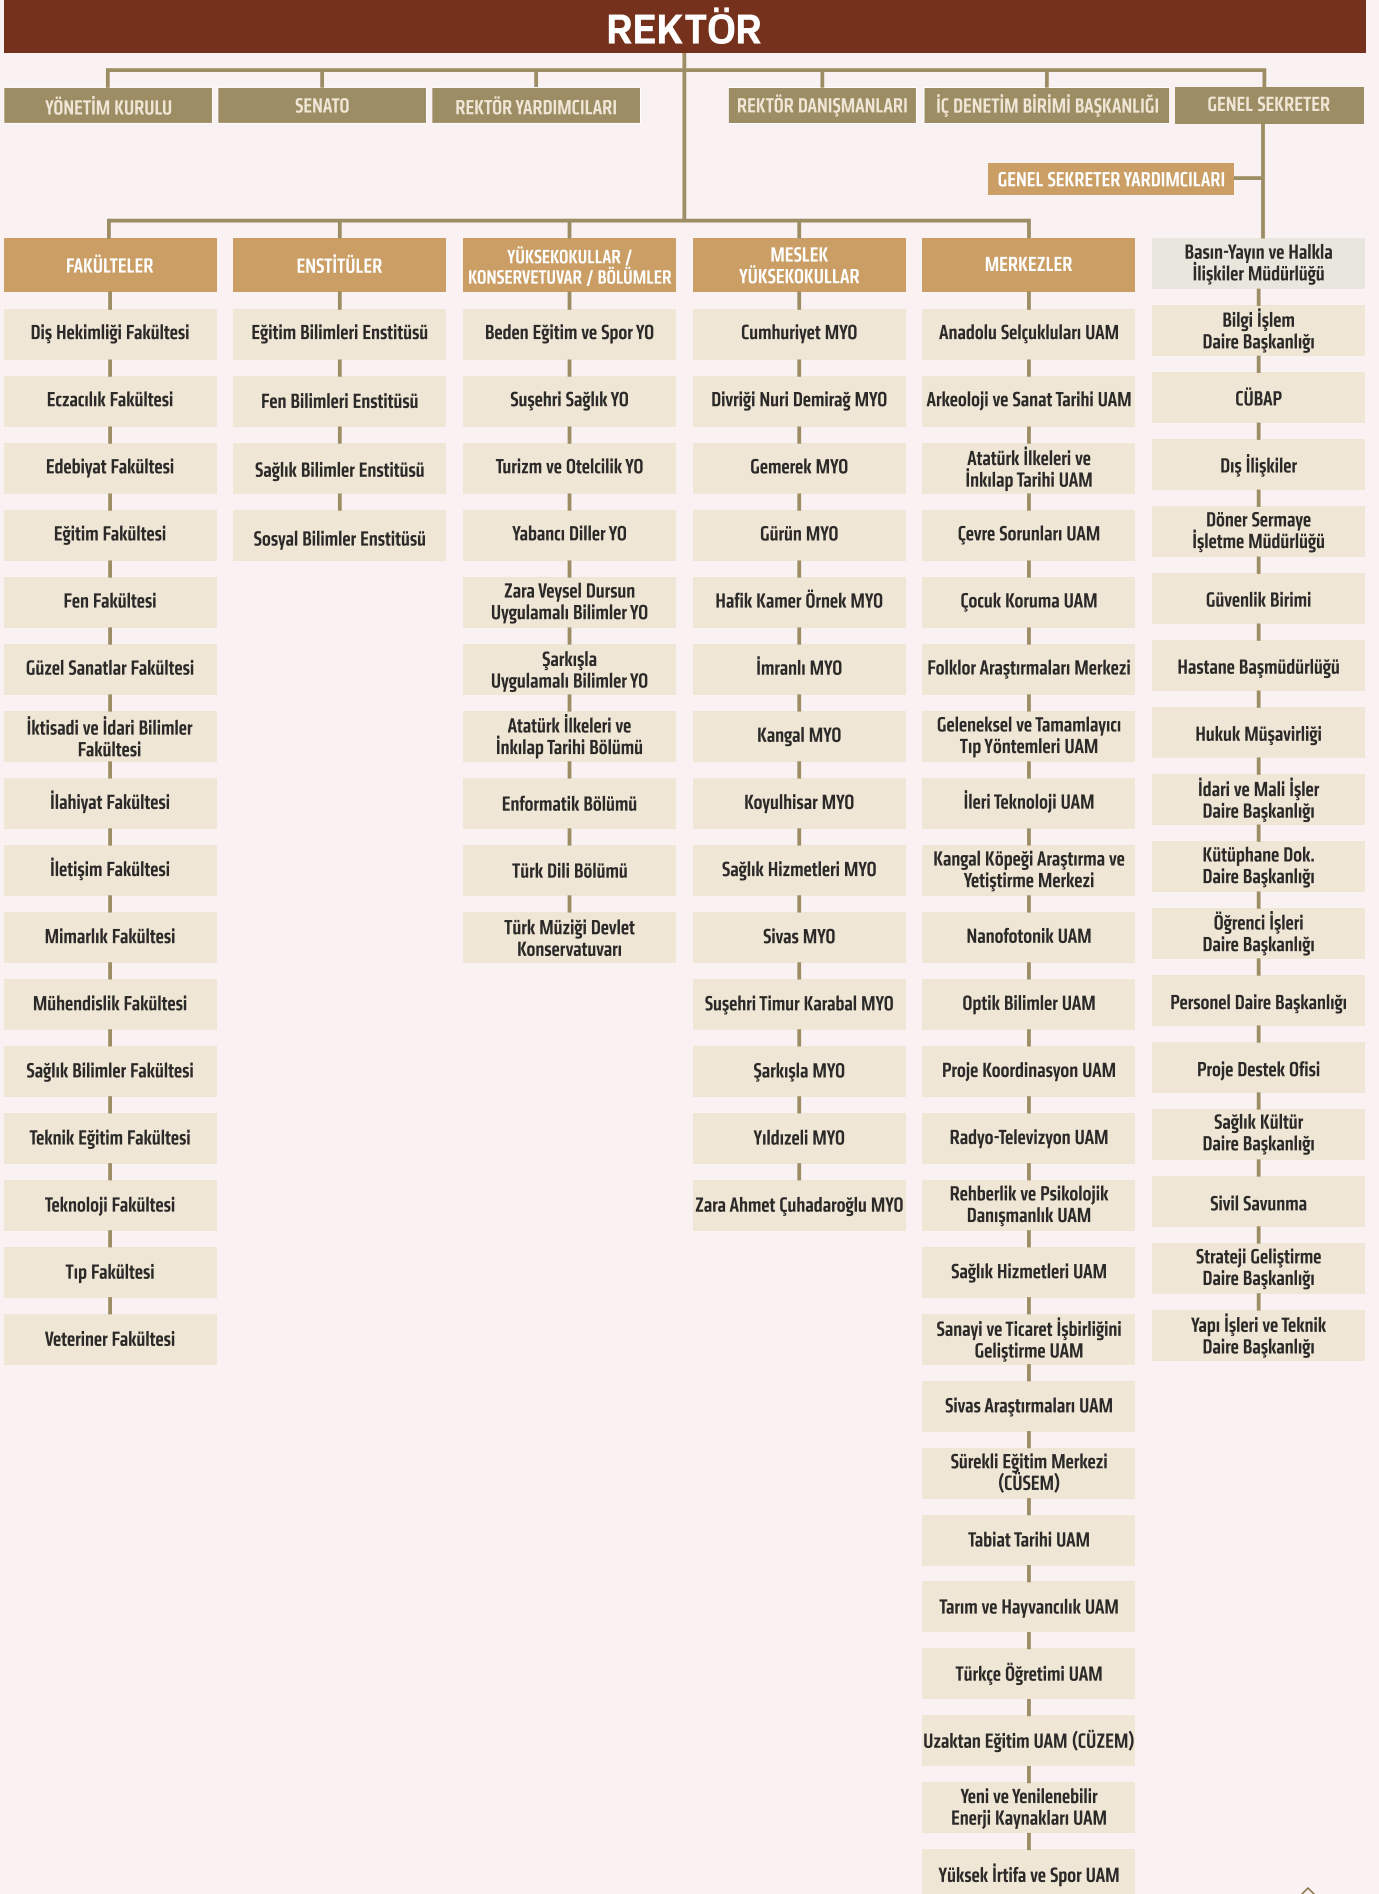 REKTÖR
YÖNETİM KURULU
SENATO
REKTÖR YARDIMCILARI
REKTÖR DANIŞMANLARI
İÇ DENETİM BİRİMİ BAŞKANLIĞI
GENEL SEKRETER
GENEL SEKRETER YARDIMCILARI
FAKÜLTELER
Diş Hekimliği Fakültesi
Eczacılık Fakültesi
Edebiyat Fakültesi
Eğitim Fakültesi
Fen Fakültesi
Güzel Sanatlar Fakültesi
İktisadi ve İdari Bilimler
Fakültesi
İlahiyat Fakültesi
İletişim Fakültesi
Mimarlık Fakültesi
Mühendislik Fakültesi
Sağlık Bilimler Fakültesi
Teknik Eğitim Fakültesi
Teknoloji Fakültesi
Tıp Fakültesi
Veteriner Fakültesi
ENSTİTÜLER
Eğitim Bilimleri Enstitüsü
Fen Bilimleri Enstitüsü
Sağlık Bilimler Enstitüsü
Sosyal Bilimler Enstitüsü
YÜKSEKOKULLAR /
KONSERVETUVAR / BÖLÜMLER
Beden Eğitim ve Spor YO
Suşehri Sağlık YO
Turizm ve Otelcilik YO
Yabancı Diller YO
Zara Veysel Dursun
Uygulamalı Bilimler YO
Şarkışla
Uygulamalı Bilimler YO
Atatürk İlkeleri ve
İnkılap Tarihi Bölümü
Enformatik Bölümü
Türk Dili Bölümü
Türk Müziği Devlet
Konservatuvarı
MESLEK
YÜKSEKOKULLAR
Cumhuriyet MYO
Divriği Nuri Demirağ MYO
Gemerek MYO
Gürün MYO
Hafik Kamer Örnek MYO
İmranlı MYO
Kangal MYO
Koyulhisar MYO
Sağlık Hizmetleri MYO
Sivas MYO
Suşehri Timur Karabal MYO
Şarkışla MYO
Yıldızeli MYO
Zara Ahmet Çuhadaroğlu MYO
MERKEZLER
Anadolu Selçukluları UAM
Arkeoloji ve Sanat Tarihi UAM
Atatürk İlkeleri ve
İnkılap Tarihi UAM
Çevre Sorunları UAM
Çocuk Koruma UAM
Folklor Araştırmaları Merkezi
Geleneksel ve Tamamlayıcı
Tıp Yöntemleri UAM
İleri Teknoloji UAM
Kangal Köpeği Araştırma ve
Yetiştirme Merkezi
Nanofotonik UAM
Optik Bilimler UAM
Proje Koordinasyon UAM
Radyo-Televizyon UAM
Rehberlik ve Psikolojik
Danışmanlık UAM
Sağlık Hizmetleri UAM
Sanayi ve Ticaret İşbirliğini
Geliştirme UAM
Sivas Araştırmaları UAM
Sürekli Eğitim Merkezi
(CÜSEM)
Tabiat Tarihi UAM
Tarım ve Hayvancılık UAM
Türkçe Öğretimi UAM
Uzaktan Eğitim UAM (CÜZEM)
Yeni ve Yenilenebilir
Enerji Kaynakları UAM
Yüksek İrtifa ve Spor UAM
Basın-Yayın ve Halkla
İlişkiler Müdürlüğü
Bilgi İşlem
Daire Başkanlığı
CÜBAP
Dış İlişkiler
Döner Sermaye
İşletme Müdürlüğü
Güvenlik Birimi
Hastane Başmüdürlüğü
Hukuk Müşavirliği
İdari ve Mali İşler
Daire Başkanlığı
Kütüphane Dok.
Daire Başkanlığı
Öğrenci İşleri
Daire Başkanlığı
Personel Daire Başkanlığı
Proje Destek Ofisi
Sağlık Kültür
Daire Başkanlığı
Sivil Savunma
Strateji Geliştirme
Daire Başkanlığı
Yapı İşleri ve Teknik
Daire Başkanlığı